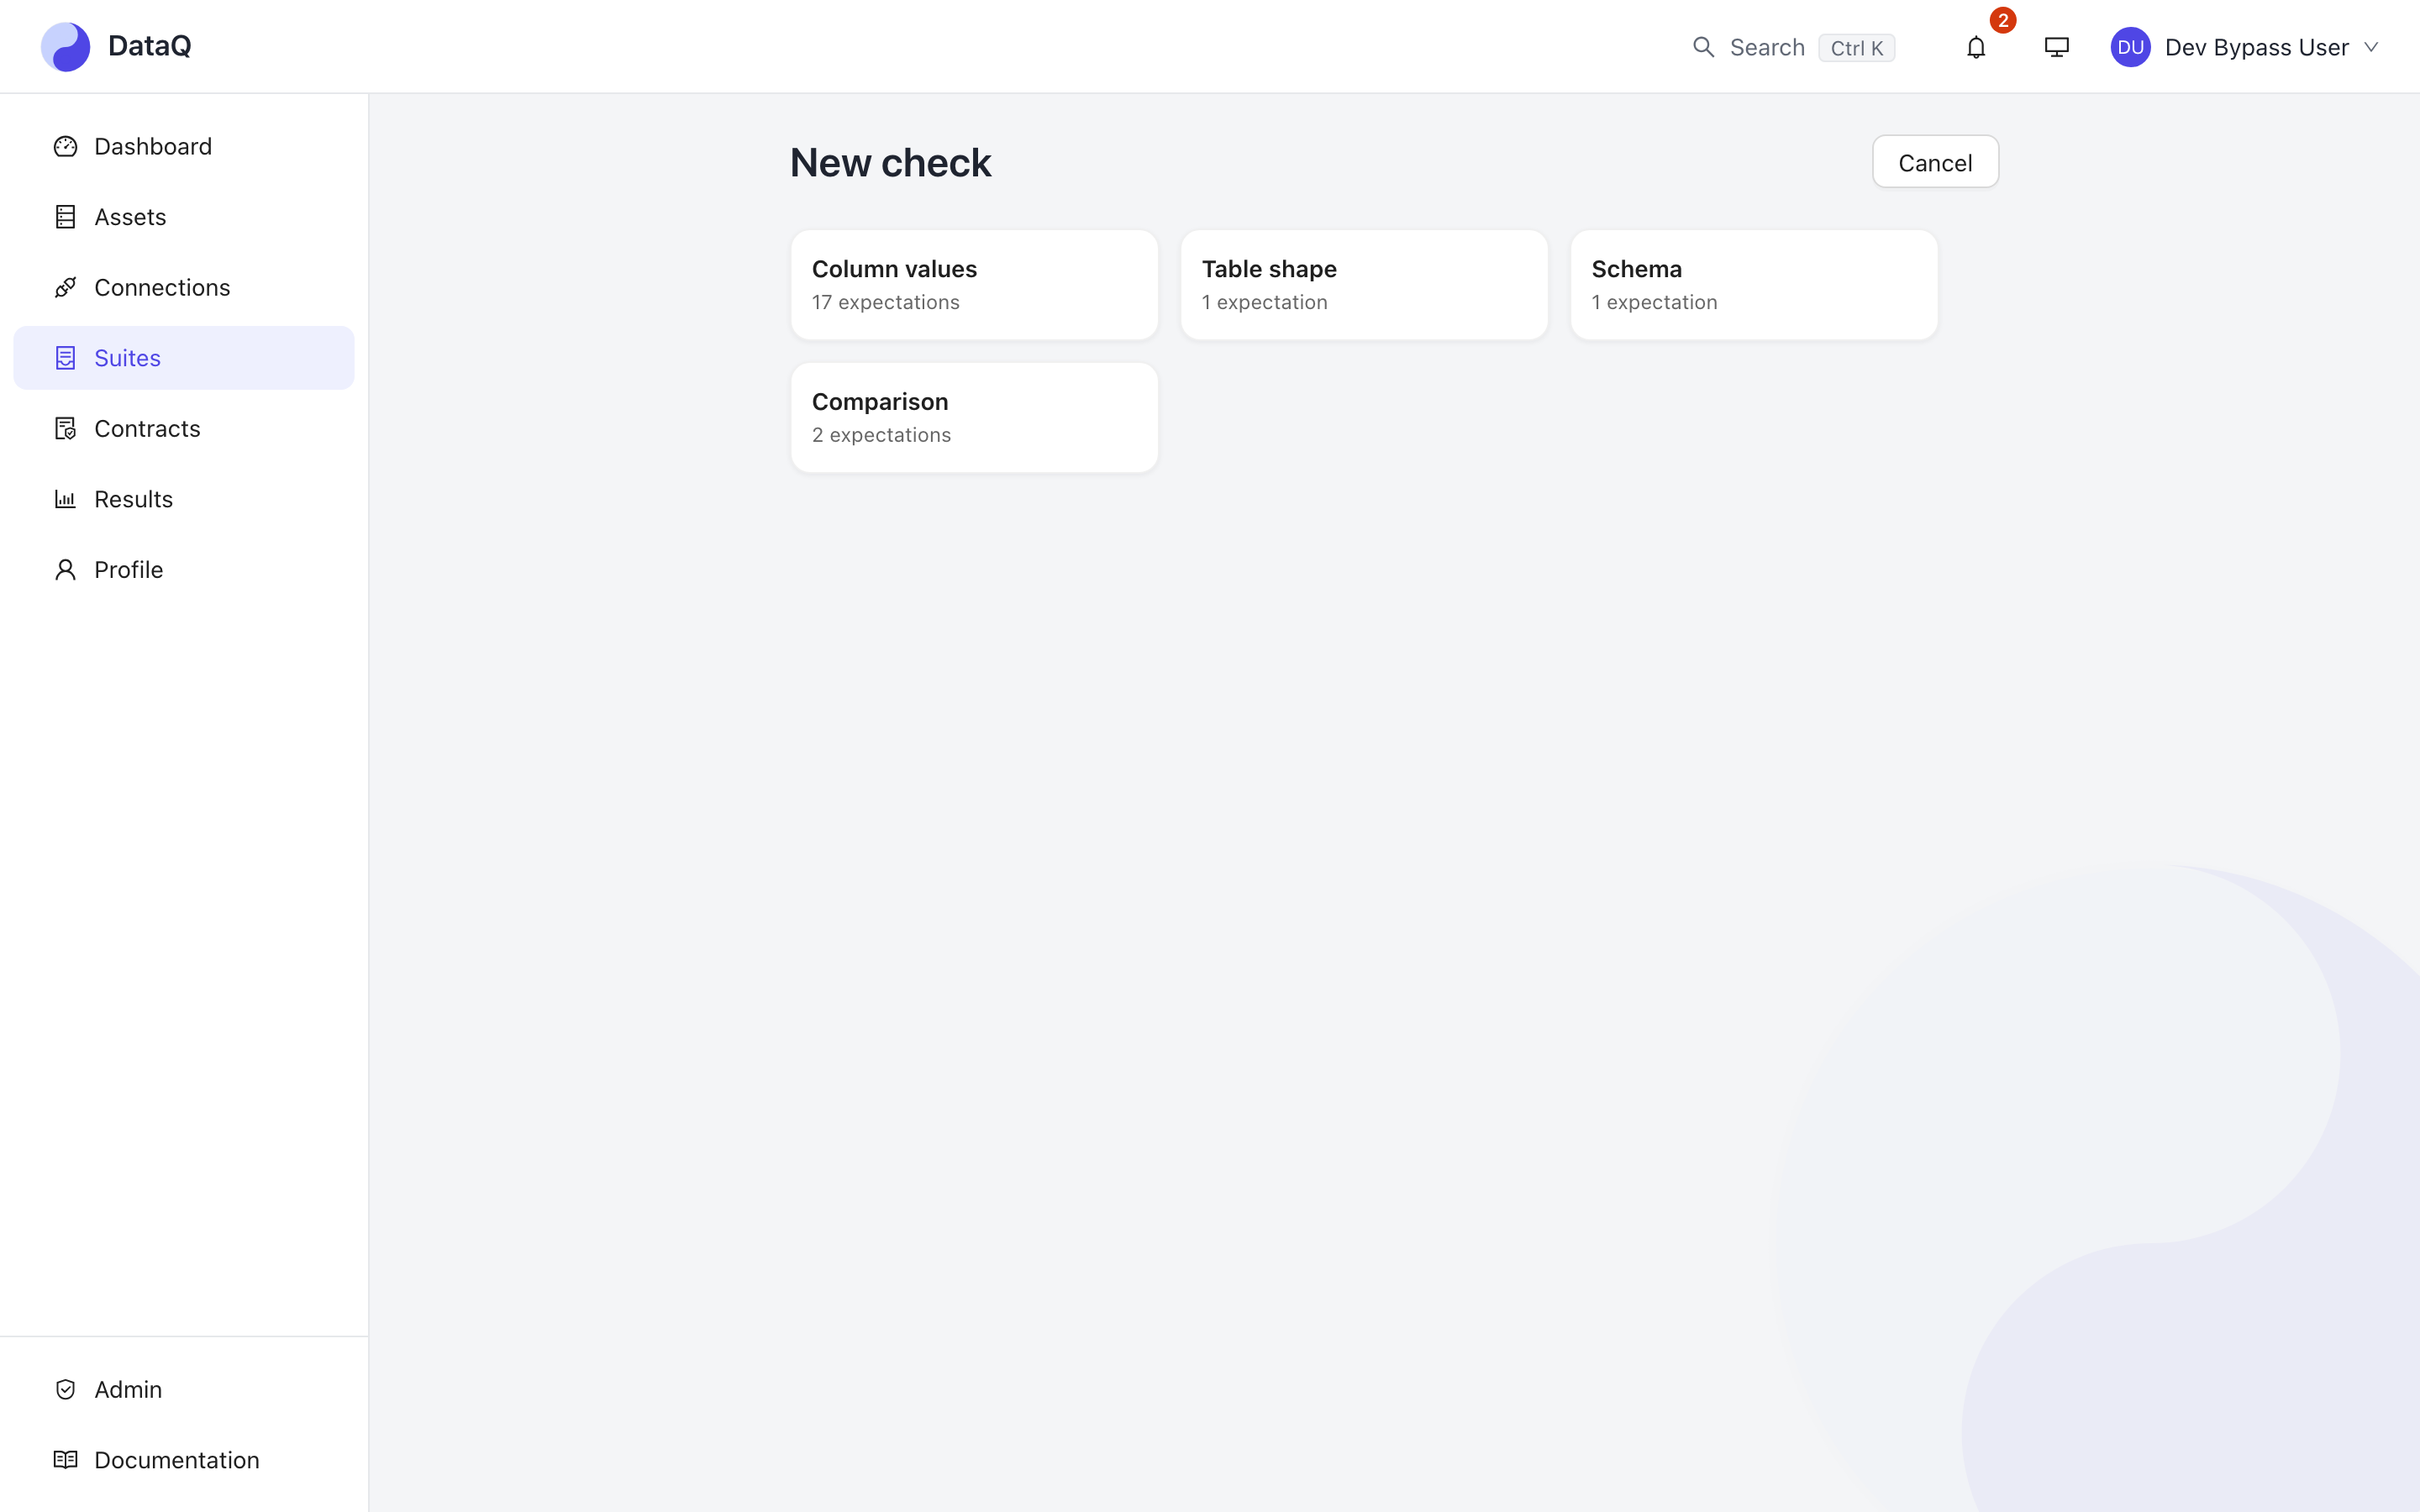 DataQ
Search Ctrl K
2
DU Dev Bypass User
Dashboard
Assets
Connections
Suites
Contracts
Results
Profile
Admin
Documentation
New check
Cancel
Column values
17 expectations
Table shape
1 expectation
Schema
1 expectation
Comparison
2 expectations